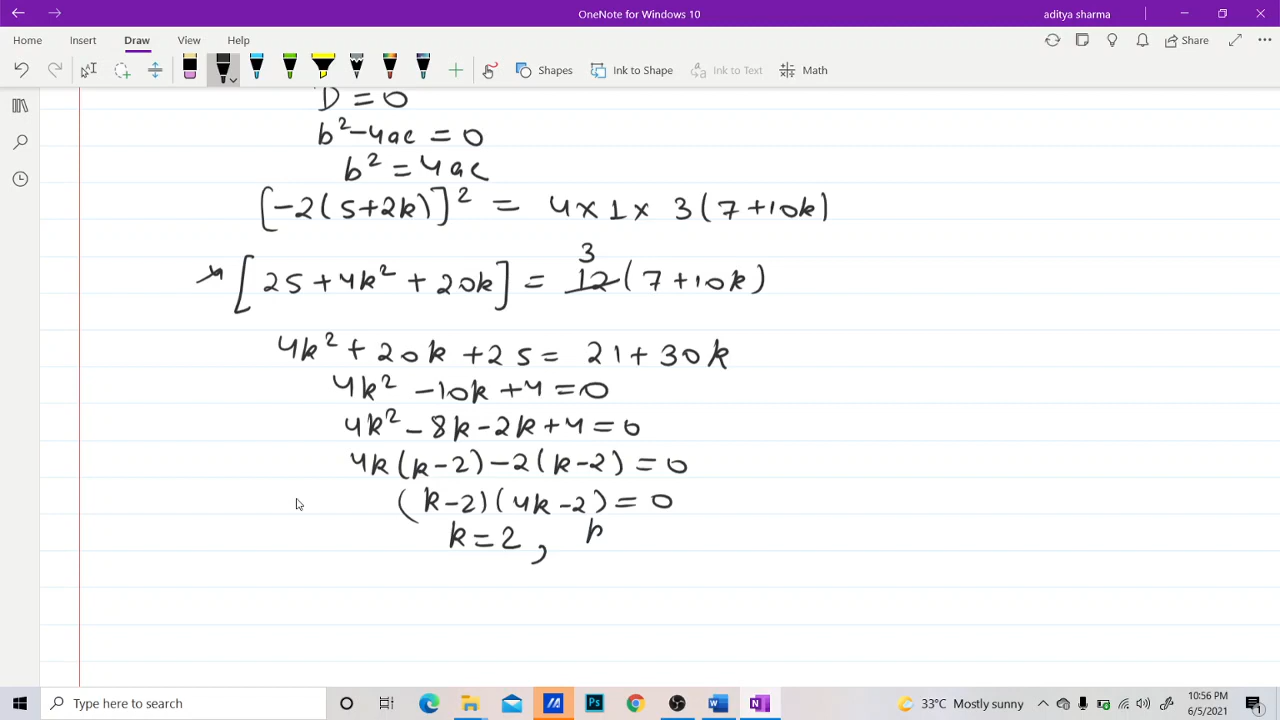 OneNote for Windows 10
aditya sharma
Home Insert Draw View Help
Share
Shapes
Ink to Shape
Ink to Text
Math
D = 0
b²-4ac = 0
b² = 4ac
[-2(5+2k)]² = 4×1× 3(7+10k)
3
4[25+4k²+20k] = 12(7+10k)
4k²+20k+25= 21+30k
4k²-10k+4=0
4k²-8k-2k+4=0
4k(k-2)-2(k-2)=0
(k-2)(4k-2)=0
k=2, k
Type here to search
33°C Mostly sunny
10:56 PM
6/5/2021
1